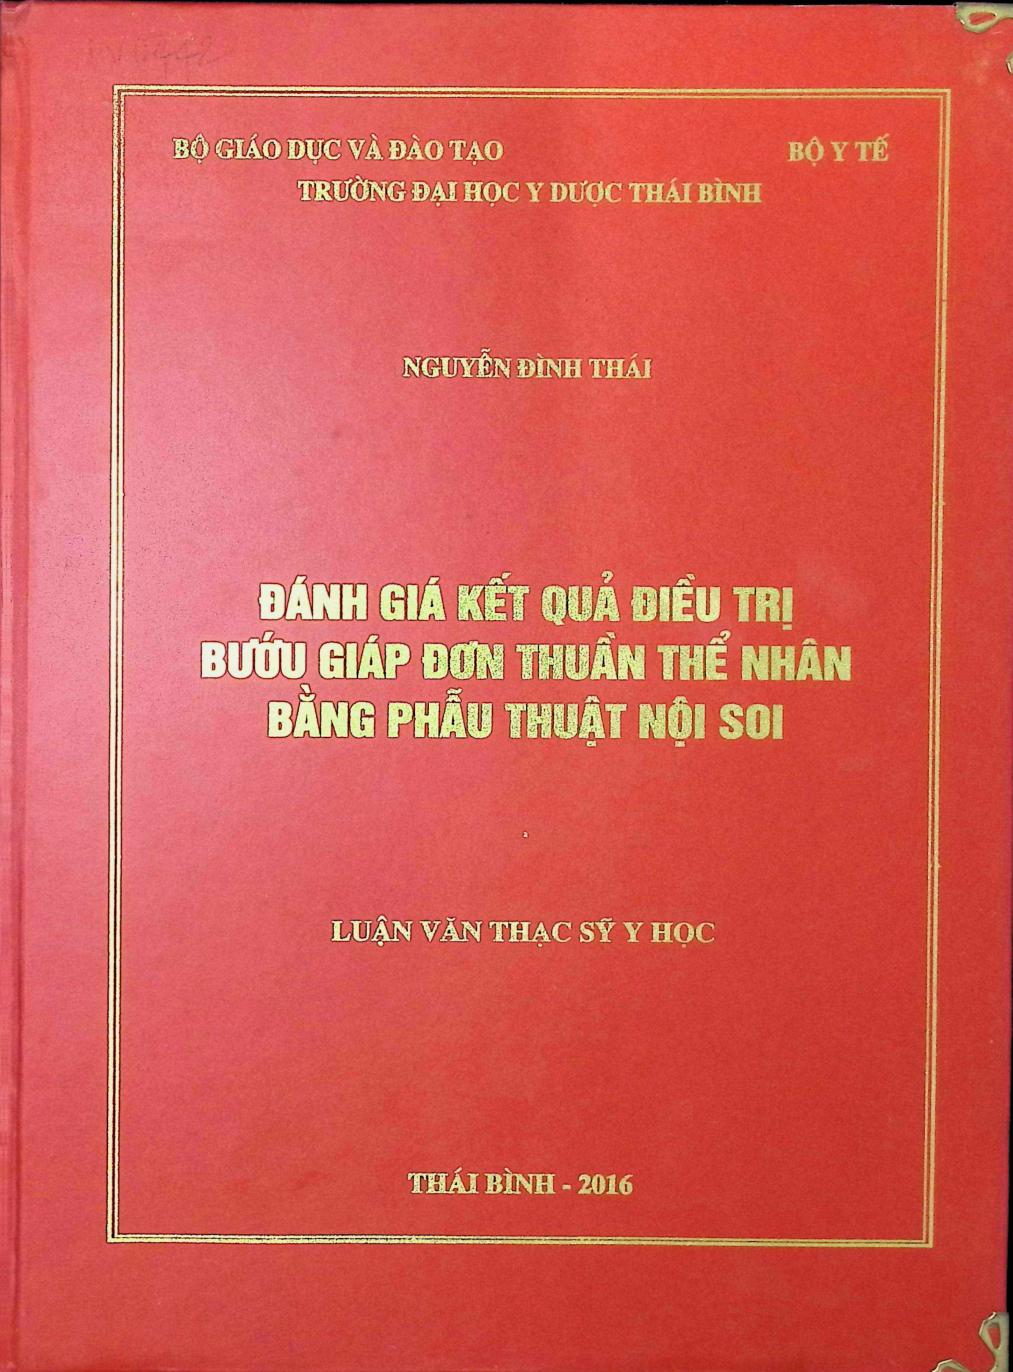 BỘ GIÁO DỤC VÀ ĐÀO TẠO BỘ Y TẾ
TRƯỜNG ĐẠI HỌC Y DƯỢC THÁI BÌNH
NGUYỄN ĐÌNH THÁI
ĐÁNH GIÁ KẾT QUẢ ĐIỀU TRỊ
BƯỚU GIÁP ĐƠN THUẦN THỂ NHÂN
BẰNG PHẪU THUẬT NỘI SOI
LUẬN VĂN THẠC SỸ Y HỌC
THÁI BÌNH - 2016